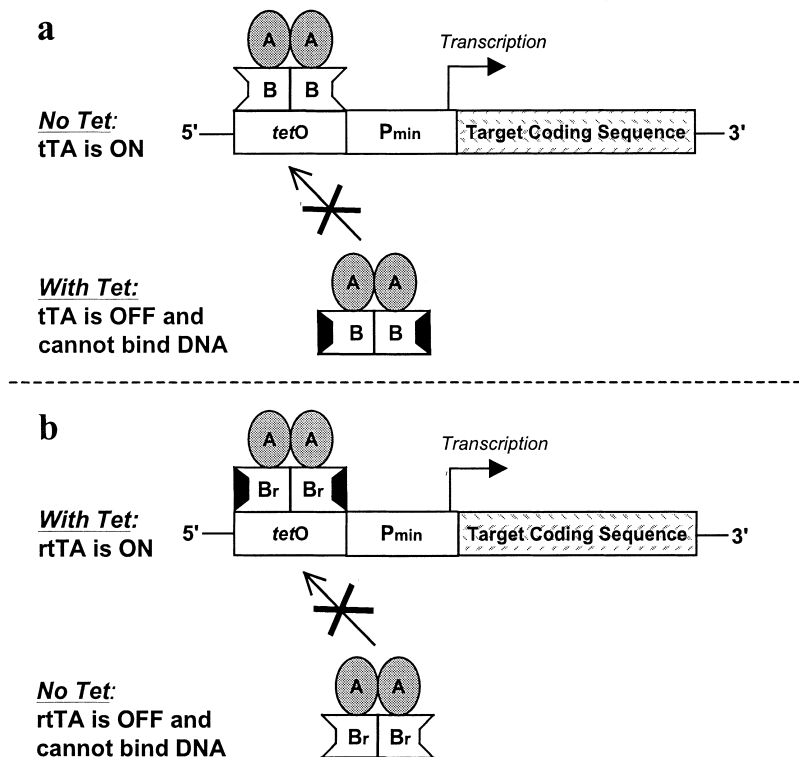 a
A A
Transcription
B B
No Tet:
tTA is ON
5' tetO Pmin Target Coding Sequence 3'
With Tet:
tTA is OFF and
cannot bind DNA
A A
B B
b
A A
Transcription
Br Br
With Tet:
rtTA is ON
5' tetO Pmin Target Coding Sequence 3'
No Tet:
rtTA is OFF and
cannot bind DNA
A A
Br Br